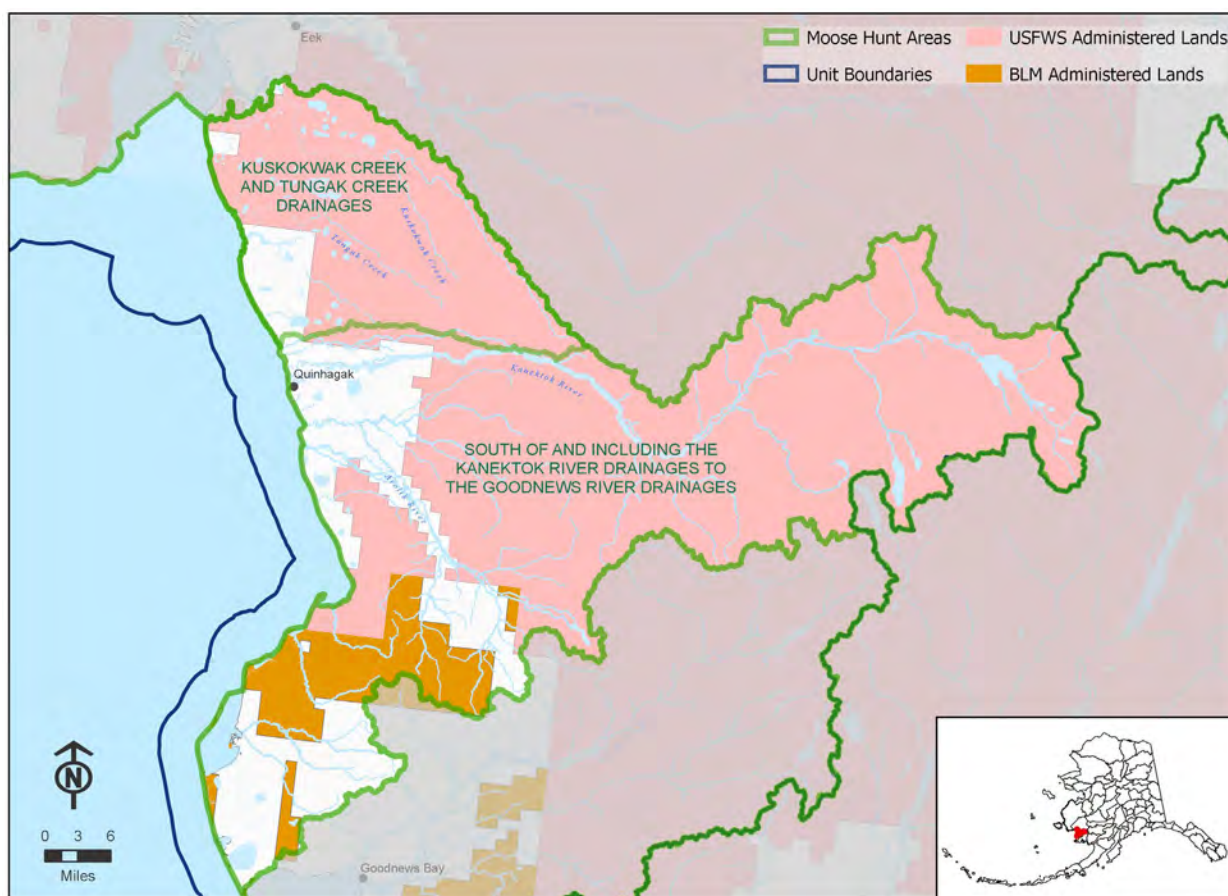 Eek
Moose Hunt Areas
USFWS Administered Lands
Unit Boundaries
BLM Administered Lands
KUSKOKWAK CREEK
AND TUNGAK CREEK
DRAINAGES
Kuskokwak Creek
Tungak Creek
Quinhagak
Kanektok River
SOUTH OF AND INCLUDING THE
KANEKTOK RIVER DRAINAGES TO
THE GOODNEWS RIVER DRAINAGES
Arolik River
N
0 3 6
Miles
Goodnews Bay